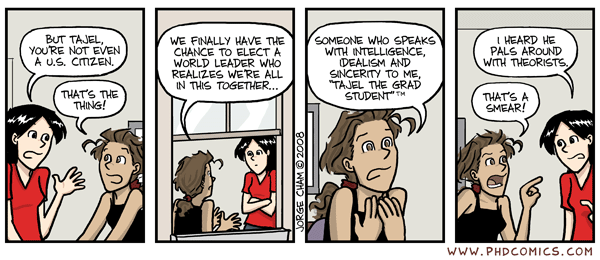 BUT TAJEL,
YOU'RE NOT EVEN
A U.S. CITIZEN.
THAT'S THE
THING!
WE FINALLY HAVE THE
CHANCE TO ELECT A
WORLD LEADER WHO
REALIZES WE'RE ALL
IN THIS TOGETHER...
JORGE CHAM © 2008
SOMEONE WHO SPEAKS
WITH INTELLIGENCE,
IDEALISM AND
SINCERITY TO ME,
"TAJEL THE GRAD
STUDENT"™
I HEARD HE
PALS AROUND
WITH THEORISTS.
THAT'S A
SMEAR!
WWW.PHDCOMICS.COM